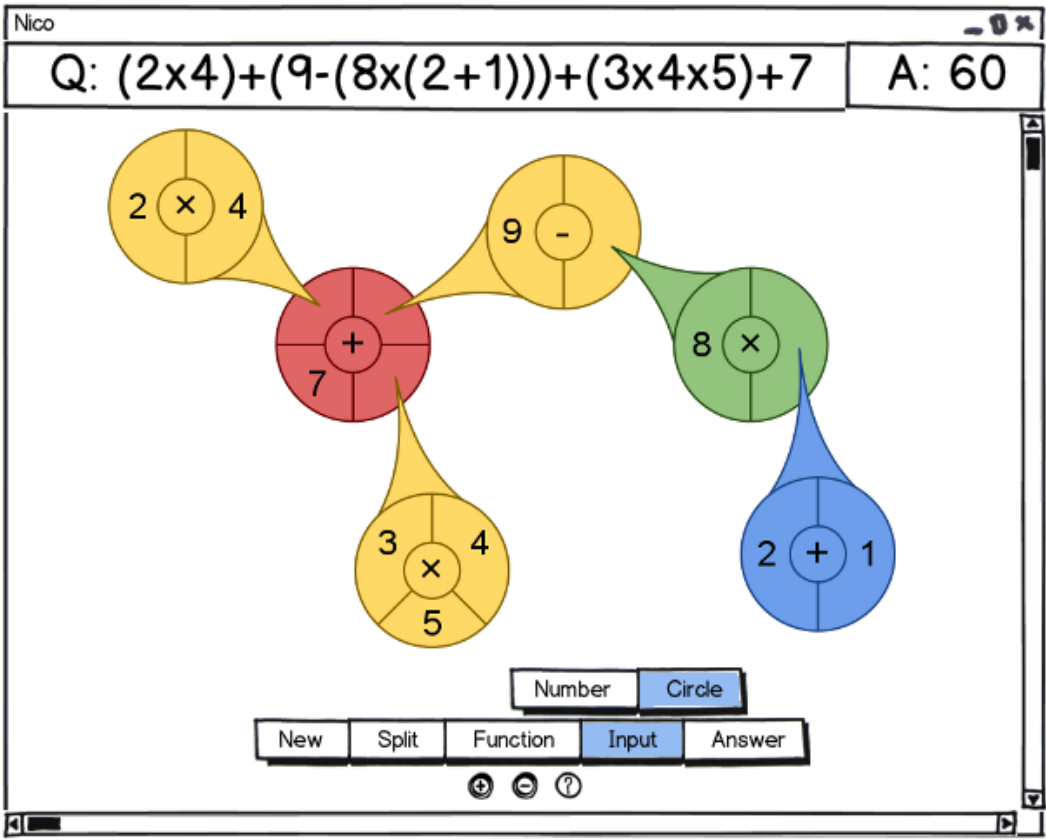 Nico
Q: (2x4)+(9-(8x(2+1)))+(3x4x5)+7
A: 60
2 × 4
9 -
+
7
8 ×
3 4
×
5
2 + 1
Number Circle
New Split Function Input Answer
+ - ?